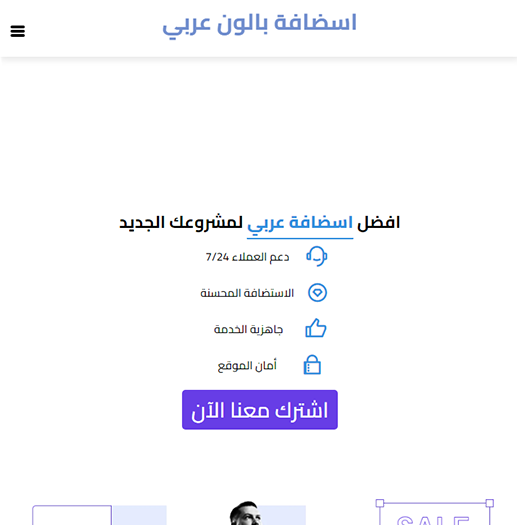 اسضافة بالون عربي
افضل اسضافة عربي لمشروعك الجديد
دعم العملاء 7/24
الاستضافة المحسنة
جاهزية الخدمة
أمان الموقع
اشترك معنا الآن
SALE